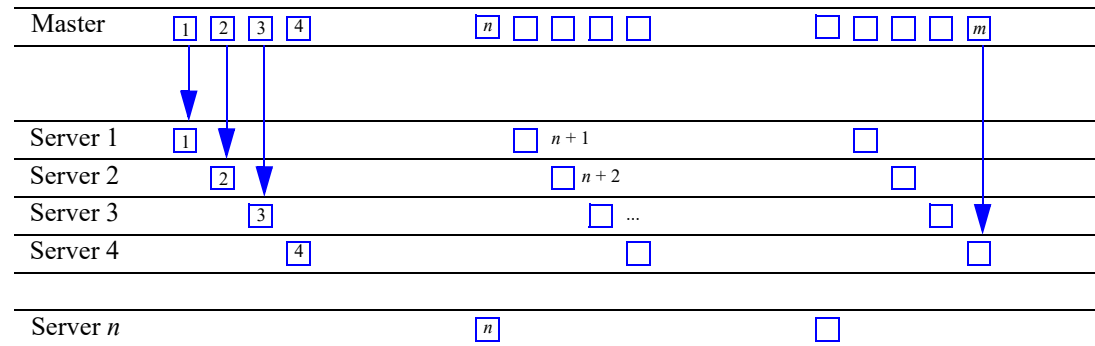 Master 1 2 3 4 n m
Server 1 1 n + 1
Server 2 2 n + 2
Server 3 3 ...
Server 4 4
Server n n